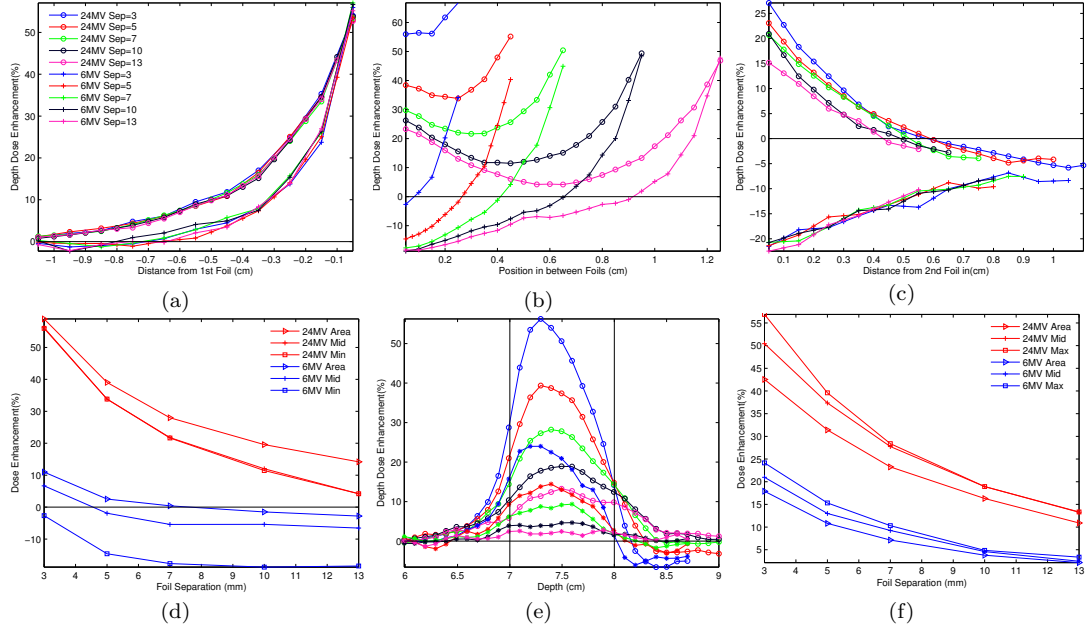 50
40
30
20
10
0
−1 −0.9 −0.8 −0.7 −0.6 −0.5 −0.4 −0.3 −0.2 −0.1
Distance from 1st Foil (cm)
Depth Dose Enhancement(%)
24MV Sep=3
24MV Sep=5
24MV Sep=7
24MV Sep=10
24MV Sep=13
6MV Sep=3
6MV Sep=5
6MV Sep=7
6MV Sep=10
6MV Sep=13
(a)
60
50
40
30
20
10
0
−10
0.2 0.4 0.6 0.8 1 1.2
Position in between Foils (cm)
Depth Dose Enhancement(%)
(b)
25
20
15
10
5
0
−5
−10
−15
−20
0.1 0.2 0.3 0.4 0.5 0.6 0.7 0.8 0.9 1
Distance from 2nd Foil in(cm)
Depth Dose Enhancement(%)
(c)
50
40
30
20
10
0
−10
3 4 5 6 7 8 9 10 11 12 13
Foil Separation (mm)
Dose Enhancement(%)
24MV Area
24MV Mid
24MV Min
6MV Area
6MV Mid
6MV Min
(d)
50
40
30
20
10
0
6 6.5 7 7.5 8 8.5 9
Depth (cm)
Depth Dose Enhancement(%)
(e)
55
50
45
40
35
30
25
20
15
10
5
3 4 5 6 7 8 9 10 11 12 13
Foil Separation (mm)
Dose Enhancement(%)
24MV Area
24MV Mid
24MV Max
6MV Area
6MV Mid
6MV Max
(f)